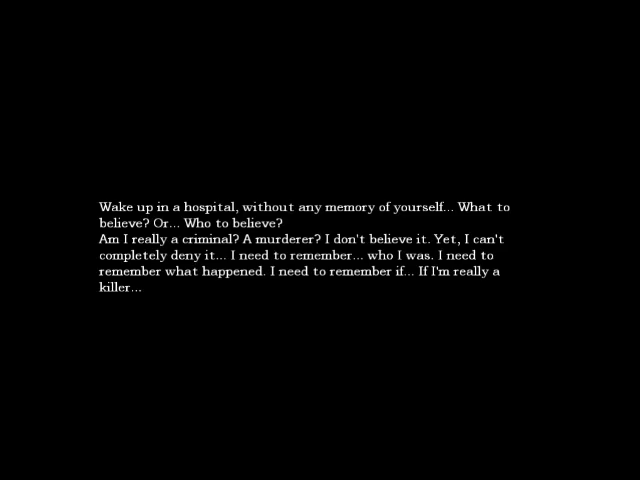 Wake up in a hospital, without any memory of yourself... What to
believe? Or... Who to believe?
Am I really a criminal? A murderer? I don't believe it. Yet, I can't
completely deny it... I need to remember... who I was. I need to
remember what happened. I need to remember if... If I'm really a
killer...